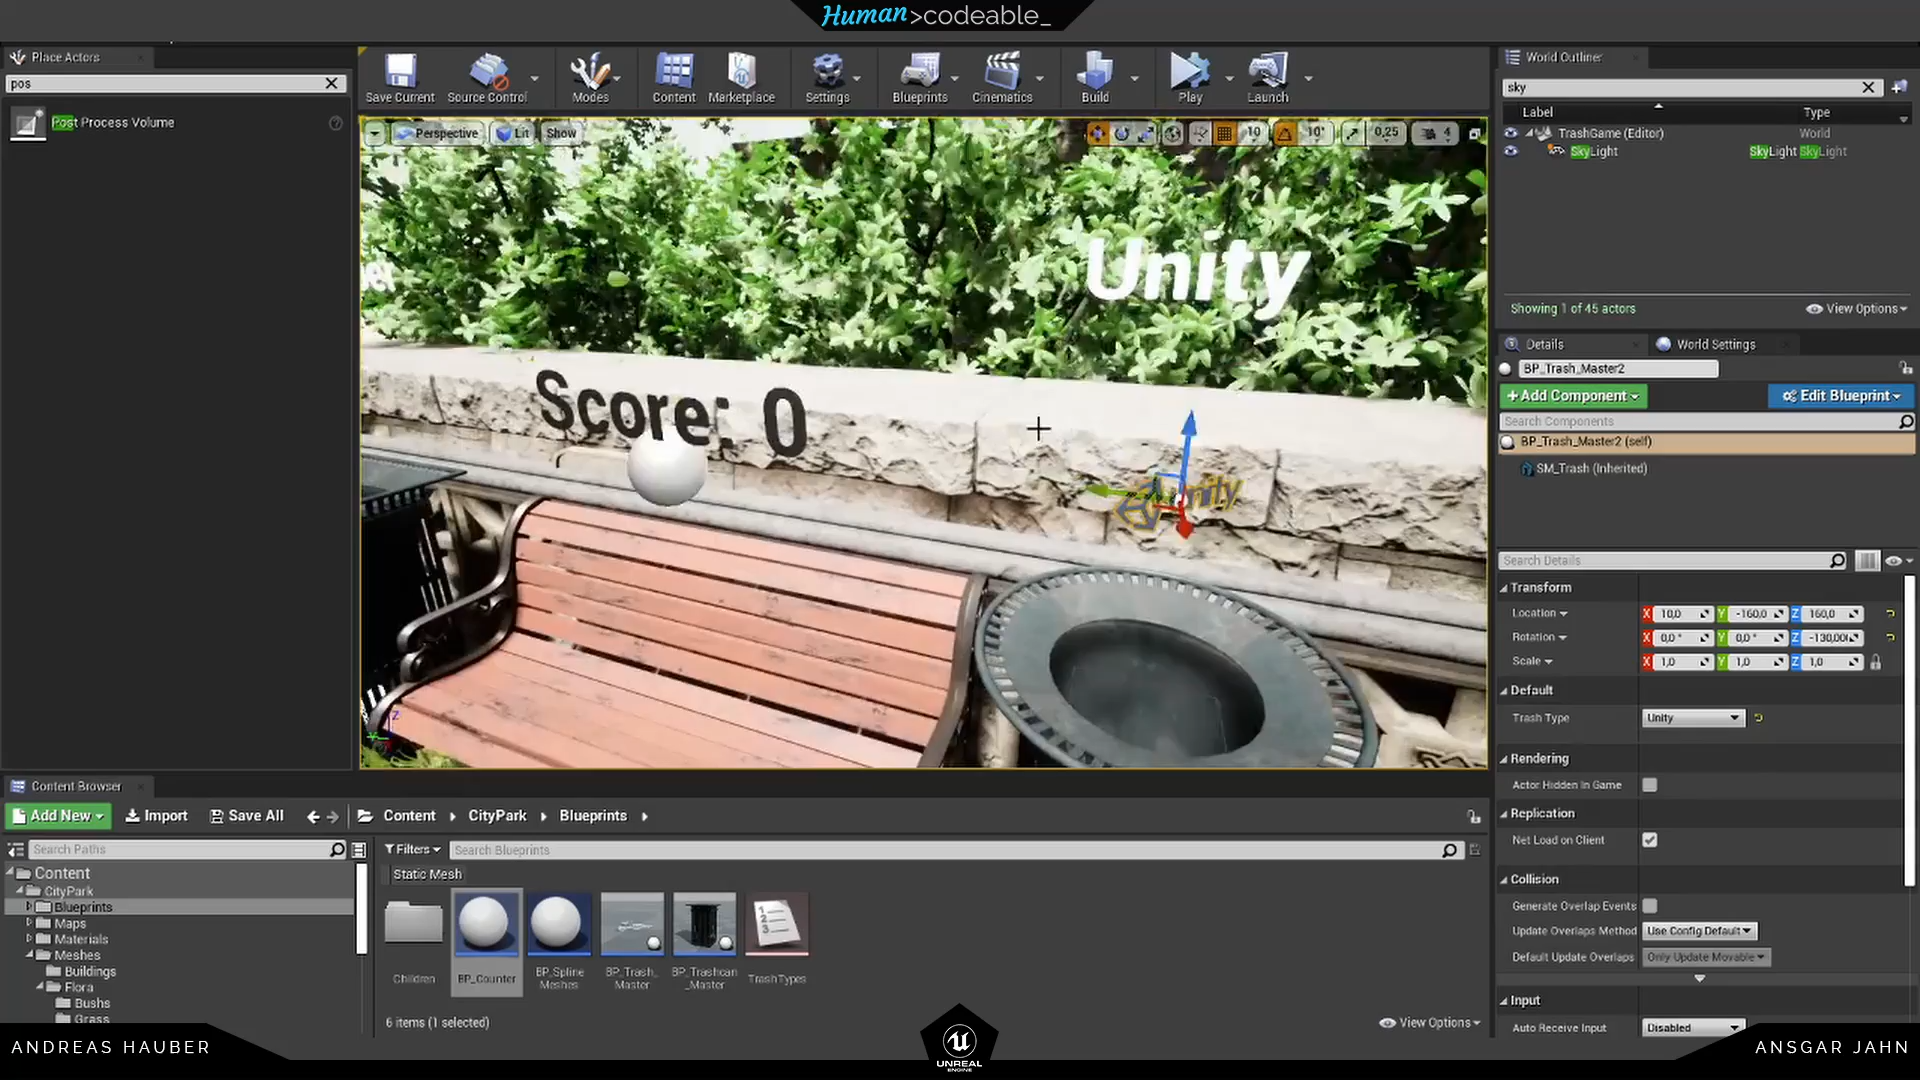 Human>codeable_
Place Actors
pos
Post Process Volume
Save Current
Source Control
Modes
Content
Marketplace
Settings
Blueprints
Cinematics
Build
Play
Launch
Perspective
Lit
Show
10
10°
0,25
4
Unity
Score: 0
unity
World Outliner
sky
Label
Type
TrashGame (Editor)
World
SkyLight
SkyLight SkyLight
Showing 1 of 45 actors
View Options
Details
World Settings
BP_Trash_Master2
+Add Component
Edit Blueprint
Search Components
BP_Trash_Master2 (self)
SM_Trash (Inherited)
Search Details
Transform
Location
X 10,0
Y -160,0
Z 160,0
Rotation
X 0,0 °
Y 0,0 °
Z -130,00
Scale
X 1,0
Y 1,0
Z 1,0
Default
Trash Type
Unity
Rendering
Actor Hidden In Game
Replication
Net Load on Client
Collision
Generate Overlap Events
Update Overlaps Method
Use Config Default
Default Update Overlaps
Only Update Movable
Input
Auto Receive Input
Disabled
Content Browser
Add New
Import
Save All
Content
CityPark
Blueprints
Search Paths
Filters
Search Blueprints
Static Mesh
Content
CityPark
Blueprints
Maps
Materials
Meshes
Buildings
Flora
Bushs
Grass
Children
BP_Counter
BP_Spline
Meshes
BP_Trash_
Master
BP_Trashcan
_Master
TrashTypes
6 items (1 selected)
View Options
ANDREAS HAUBER
UNREAL
ENGINE
ANSGAR JAHN